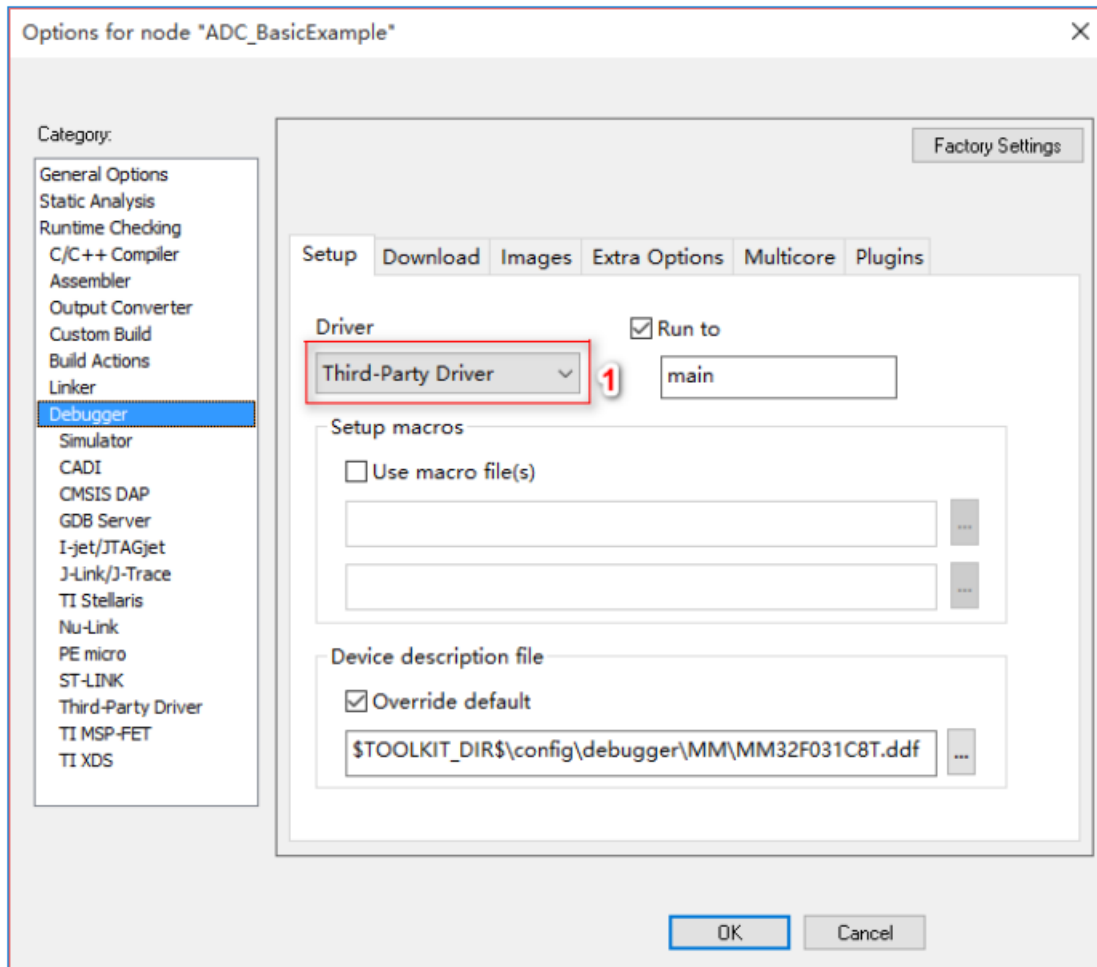 Options for node "ADC_BasicExample"
Category:
Factory Settings
General Options
Static Analysis
Runtime Checking
C/C++ Compiler
Assembler
Output Converter
Custom Build
Build Actions
Linker
Debugger
Simulator
CADI
CMSIS DAP
GDB Server
I-jet/JTAGjet
J-Link/J-Trace
TI Stellaris
Nu-Link
PE micro
ST-LINK
Third-Party Driver
TI MSP-FET
TI XDS
Setup Download Images Extra Options Multicore Plugins
Driver
Run to
Third-Party Driver
1
main
Setup macros
Use macro file(s)
...
...
Device description file
Override default
$TOOLKIT_DIR$\config\debugger\MM\MM32F031C8T.ddf
...
OK
Cancel